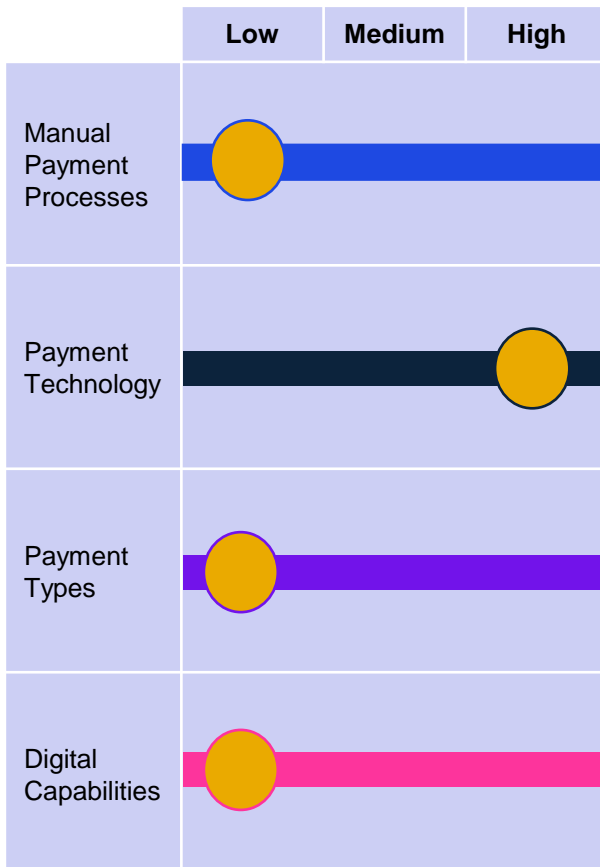 Low Medium High
Manual
Payment
Processes
Payment
Technology
Payment
Types
Digital
Capabilities